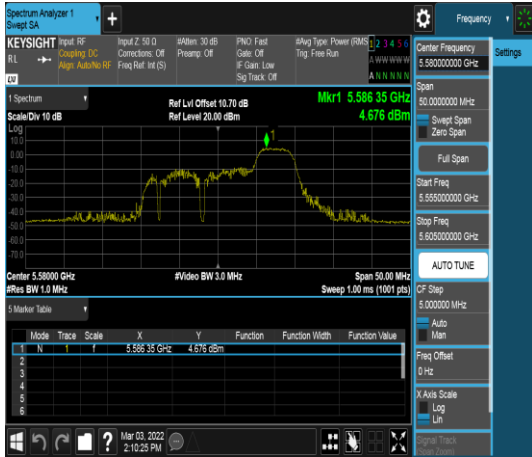 Spectrum Analyzer 1
Swept SA
+
Frequency
KEYSIGHT
RL
LXI
Input: RF
Coupling: DC
Align: Auto/No RF
Input Z: 50 Ω
Corrections: Off
Freq Ref: Int (S)
#Atten: 30 dB
Preamp: Off
PNO: Fast
Gate: Off
IF Gain: Low
Sig Track: Off
#Avg Type: Power (RMS
Trig: Free Run
1 2 3 4 5 6
A W W W W W
A N N N N N
Settings
1 Spectrum
Scale/Div 10 dB
Ref Lvl Offset 10.70 dB
Ref Level 20.00 dBm
Mkr1 5.586 35 GHz
4.676 dBm
Log
10.0
0.00
-10.0
-20.0
-30.0
-40.0
-50.0
-60.0
-70.0
1
Center 5.58000 GHz
#Res BW 1.0 MHz
#Video BW 3.0 MHz
Span 50.00 MHz
Sweep 1.00 ms (1001 pts)
5 Marker Table
Mode Trace Scale X Y Function Function Width Function Value
1 N 1 f 5.586 35 GHz 4.676 dBm
2
3
4
5
6
Mar 03, 2022
2:10:25 PM
Center Frequency
5.580000000 GHz
Span
50.0000000 MHz
Swept Span
Zero Span
Full Span
Start Freq
5.555000000 GHz
Stop Freq
5.605000000 GHz
AUTO TUNE
CF Step
5.000000 MHz
Auto
Man
Freq Offset
0 Hz
X Axis Scale
Log
Lin
Signal Track
(Span Zoom)